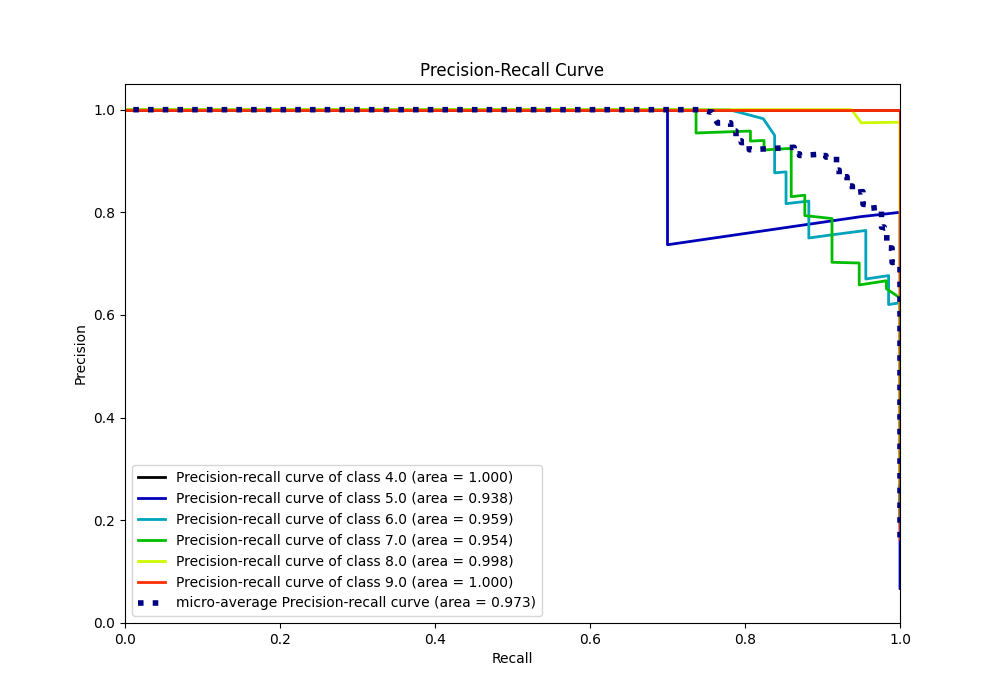 Precision-Recall Curve
1.0
0.8
0.6
0.4
0.2
0.0
Precision
Precision-recall curve of class 4.0 (area = 1.000)
Precision-recall curve of class 5.0 (area = 0.938)
Precision-recall curve of class 6.0 (area = 0.959)
Precision-recall curve of class 7.0 (area = 0.954)
Precision-recall curve of class 8.0 (area = 0.998)
Precision-recall curve of class 9.0 (area = 1.000)
micro-average Precision-recall curve (area = 0.973)
0.0 0.2 0.4 0.6 0.8 1.0
Recall